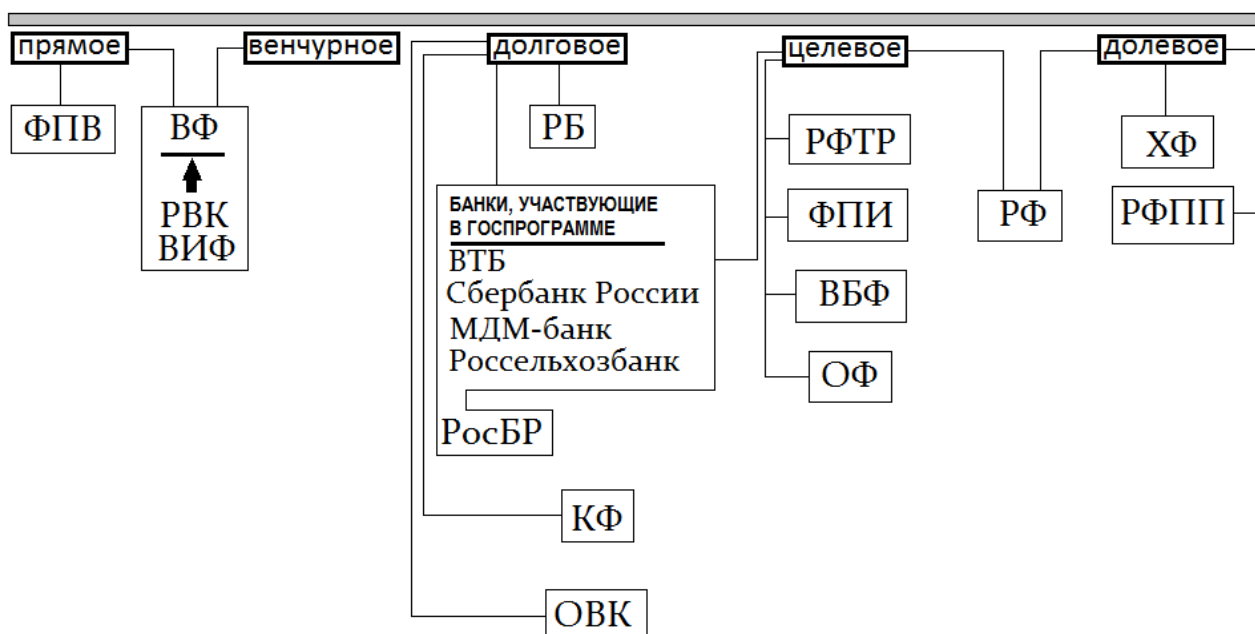 прямое
венчурное
долговое
целевое
долевое
ФПВ
ВФ
РВК
ВИФ
РБ
БАНКИ, УЧАСТВУЮЩИЕ
В ГОСПРОГРАММЕ
ВТБ
Сбербанк России
МДМ-банк
Россельхозбанк
РосБР
КФ
ОВК
РФТР
ФПИ
ВБФ
ОФ
РФ
ХФ
РФПП